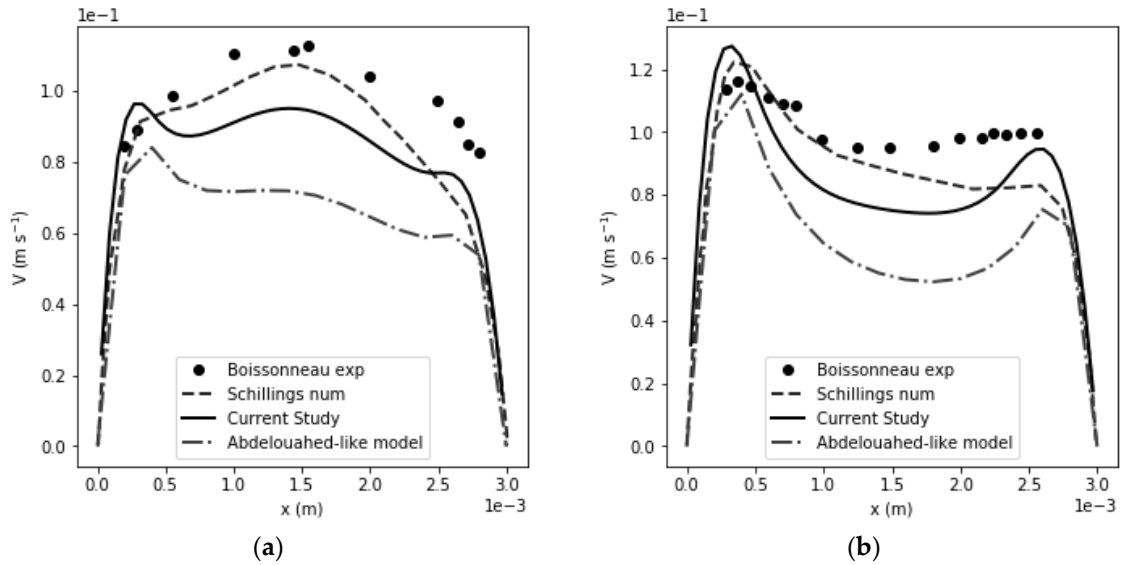 1e−1
1.0
0.8
0.6
0.4
0.2
0.0
V (m s⁻¹)
Boissonneau exp
Schillings num
Current Study
Abdelouahed-like model
0.0 0.5 1.0 1.5 2.0 2.5 3.0
x (m) 1e−3
(a)
1e−1
1.2
1.0
0.8
0.6
0.4
0.2
0.0
V (m s⁻¹)
Boissonneau exp
Schillings num
Current Study
Abdelouahed-like model
0.0 0.5 1.0 1.5 2.0 2.5 3.0
x (m) 1e−3
(b)